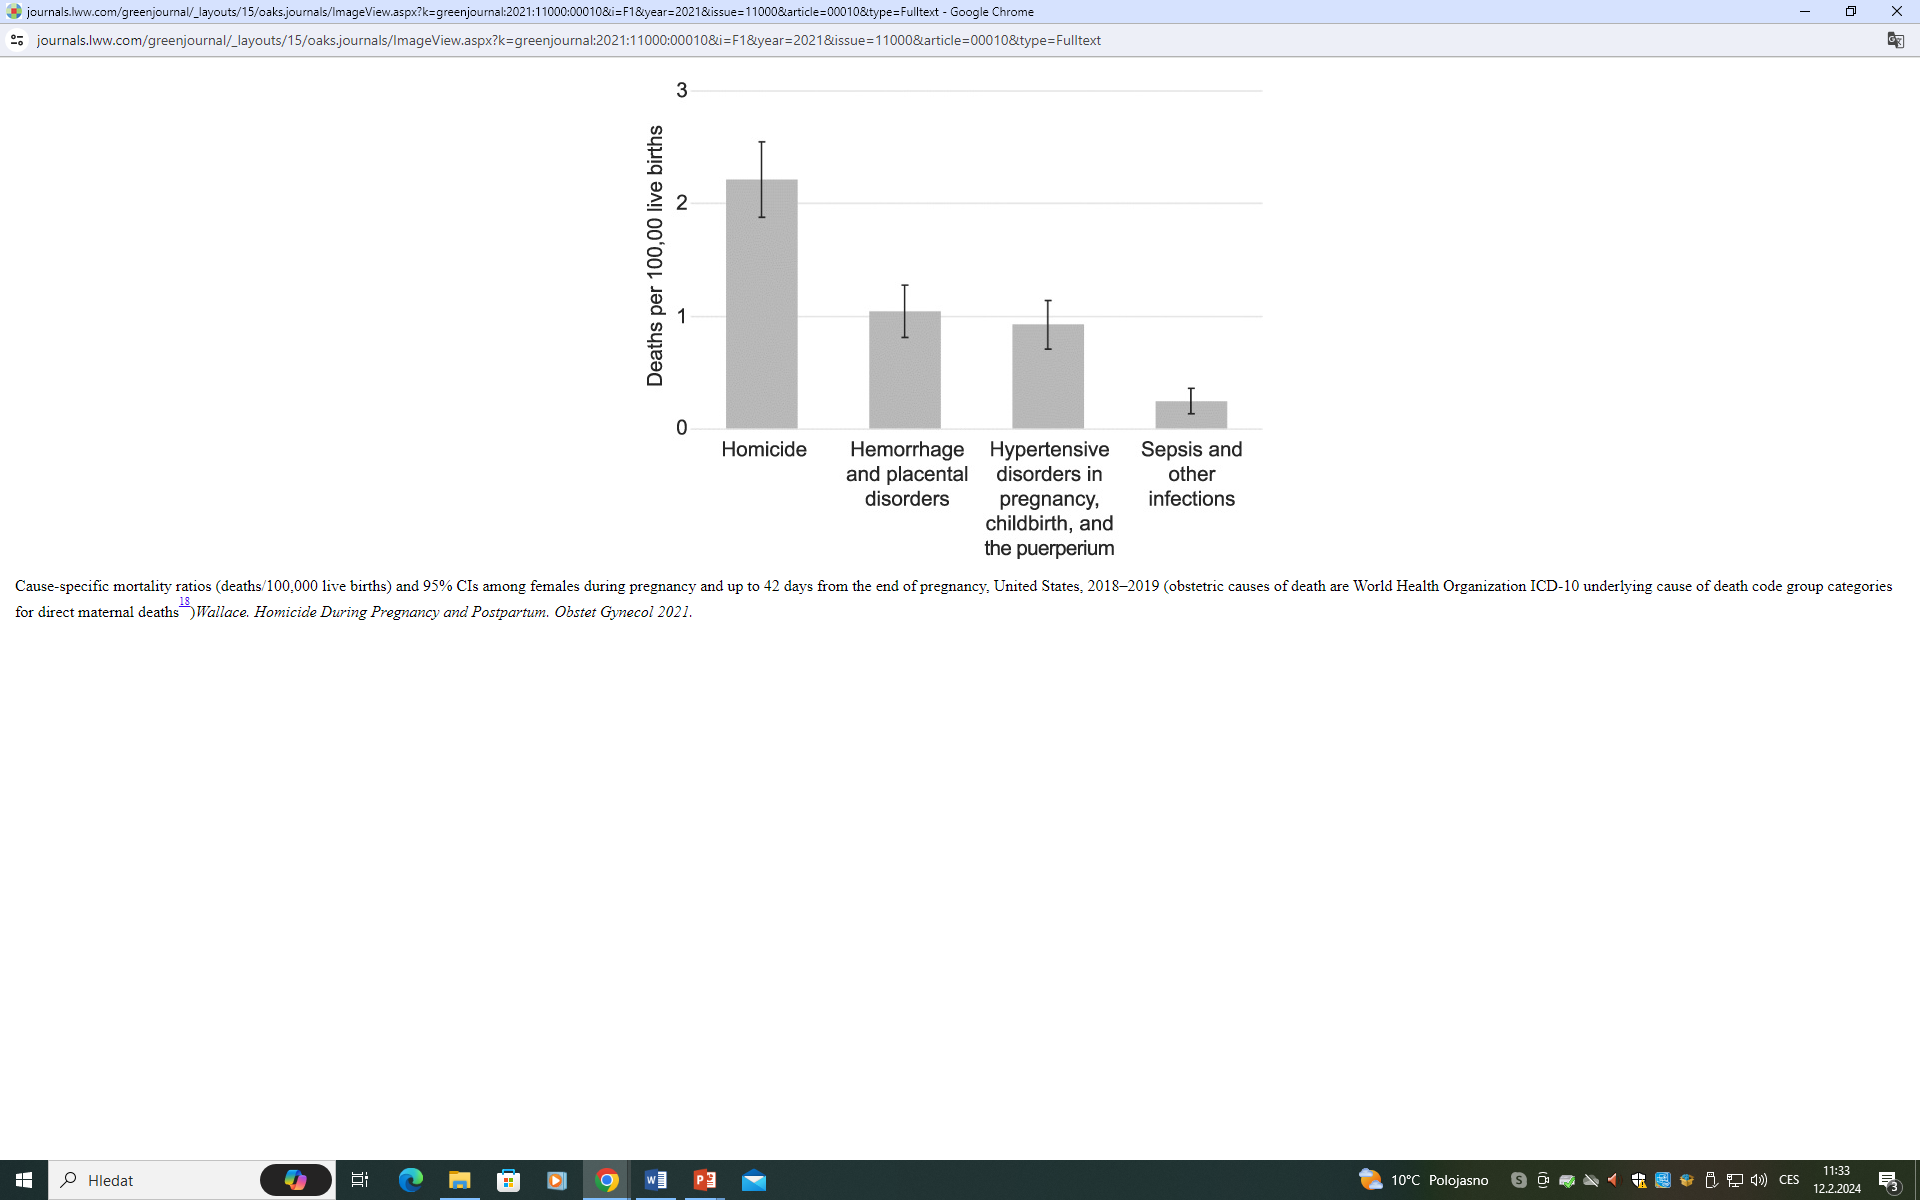 journals.lww.com/greenjournal/_layouts/15/oaks.journals/ImageView.aspx?k=greenjournal:2021:11000:00010&i=F1&year=2021&issue=11000&article=00010&type=Fulltext - Google Chrome
journals.lww.com/greenjournal/_layouts/15/oaks.journals/ImageView.aspx?k=greenjournal:2021:11000:00010&i=F1&year=2021&issue=11000&article=00010&type=Fulltext
Deaths per 100,00 live births
3
2
1
0
Homicide
Hemorrhage
and placental
disorders
Hypertensive
disorders in
pregnancy,
childbirth, and
the puerperium
Sepsis and
other
infections
Cause-specific mortality ratios (deaths/100,000 live births) and 95% CIs among females during pregnancy and up to 42 days from the end of pregnancy, United States, 2018–2019 (obstetric causes of death are World Health Organization ICD-10 underlying cause of death code group categories
for direct maternal deaths18)Wallace. Homicide During Pregnancy and Postpartum. Obstet Gynecol 2021.
Hledat
10°C Polojasno
CES
11:33
12.2.2024
3